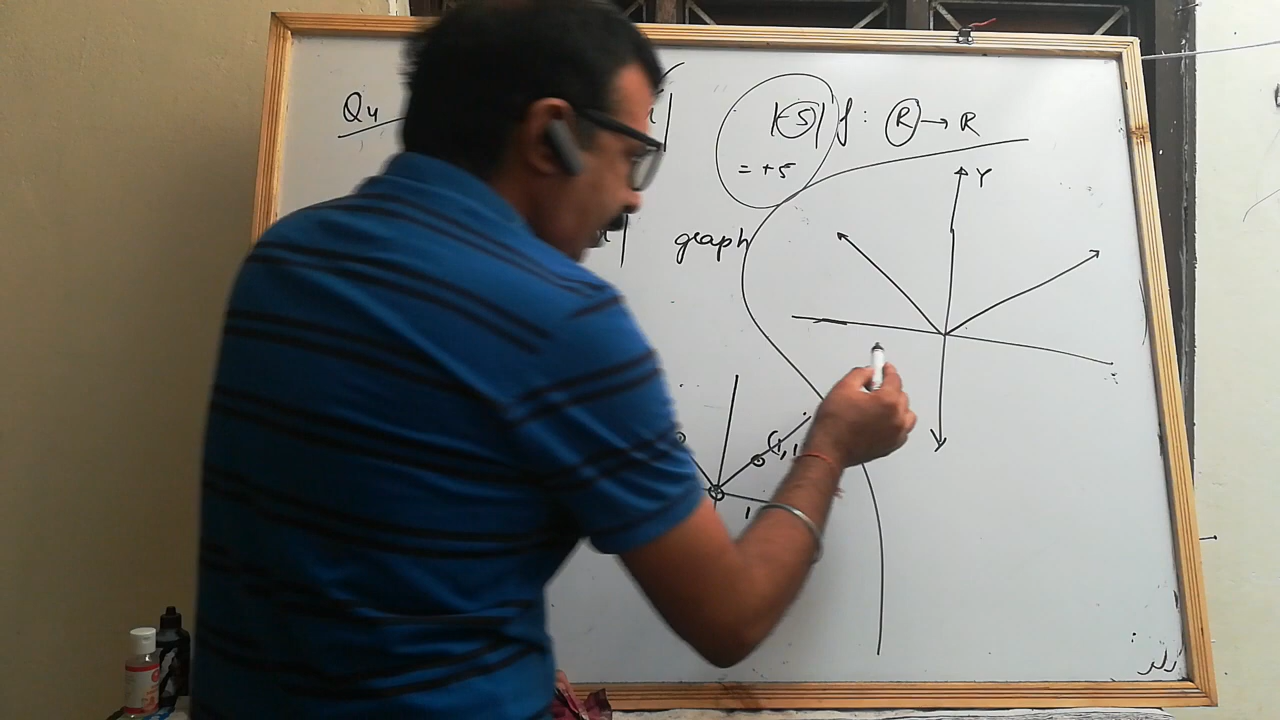 Q4
|-5| f: R → R
= +5
Y
graph
1,1
1